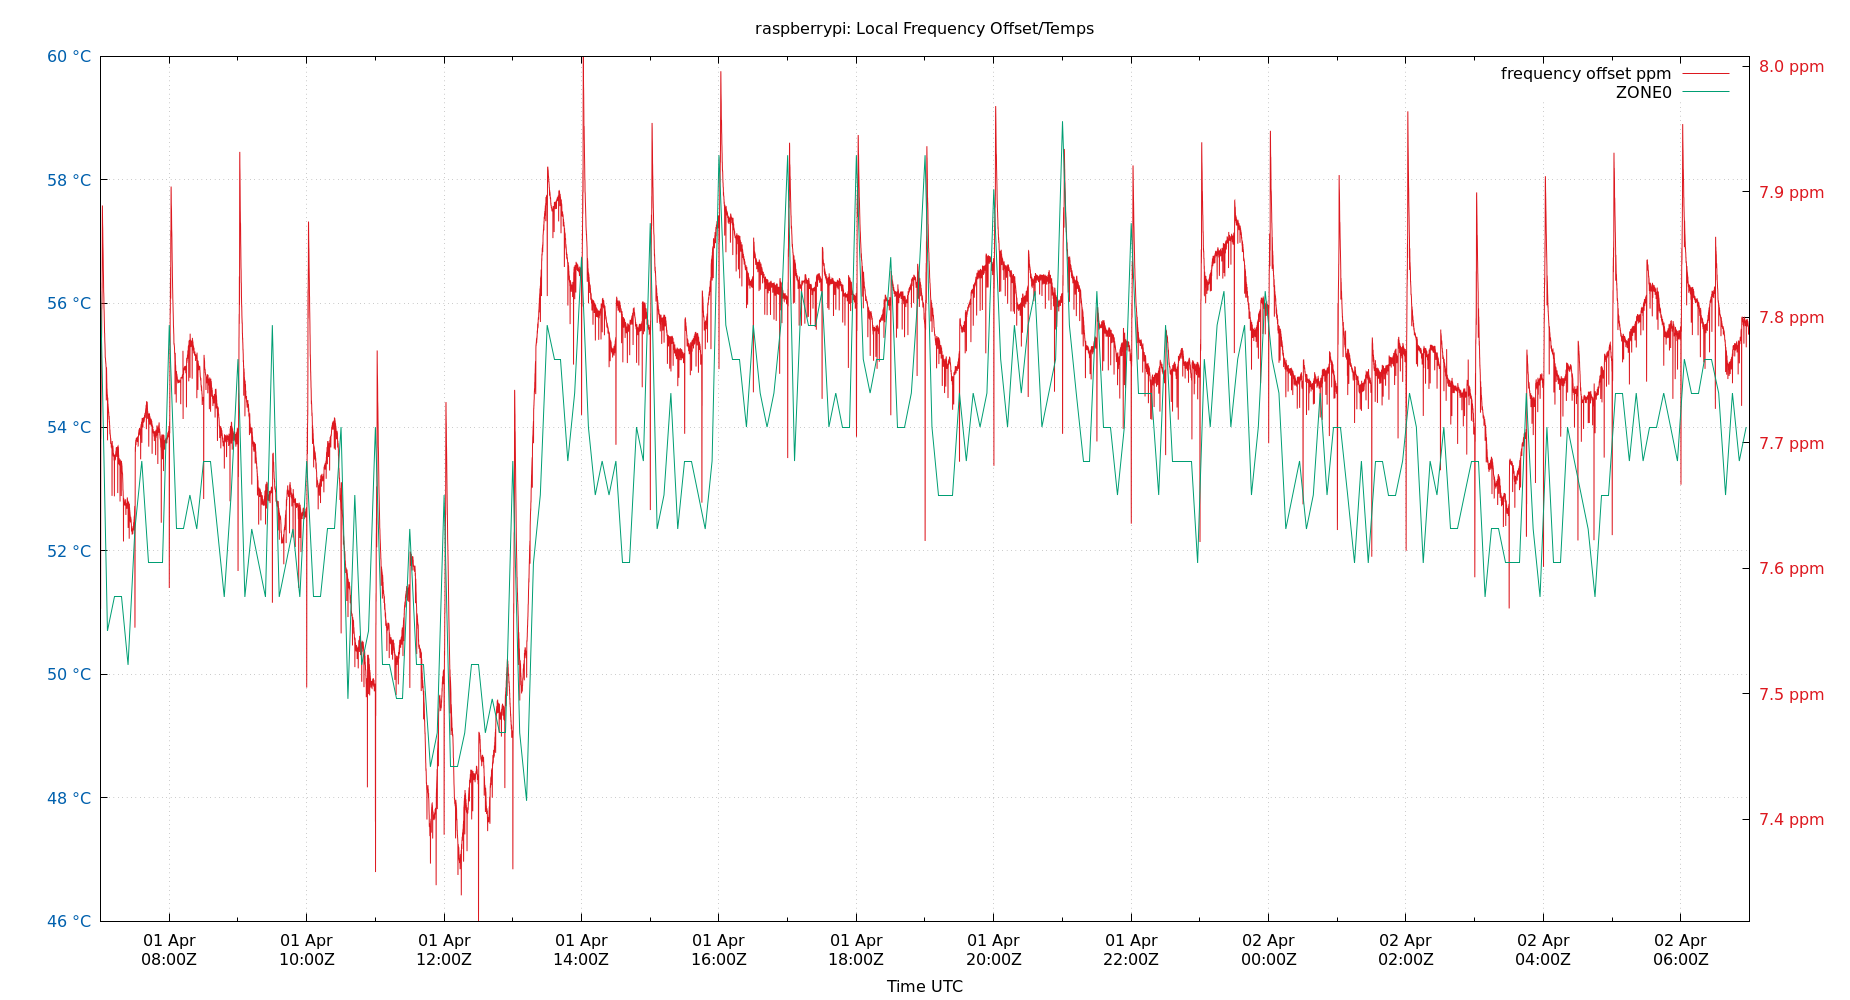 raspberrypi: Local Frequency Offset/Temps
frequency offset ppm
ZONE0
60 °C
58 °C
56 °C
54 °C
52 °C
50 °C
48 °C
46 °C
8.0 ppm
7.9 ppm
7.8 ppm
7.7 ppm
7.6 ppm
7.5 ppm
7.4 ppm
01 Apr
08:00Z
01 Apr
10:00Z
01 Apr
12:00Z
01 Apr
14:00Z
01 Apr
16:00Z
01 Apr
18:00Z
01 Apr
20:00Z
01 Apr
22:00Z
02 Apr
00:00Z
02 Apr
02:00Z
02 Apr
04:00Z
02 Apr
06:00Z
Time UTC